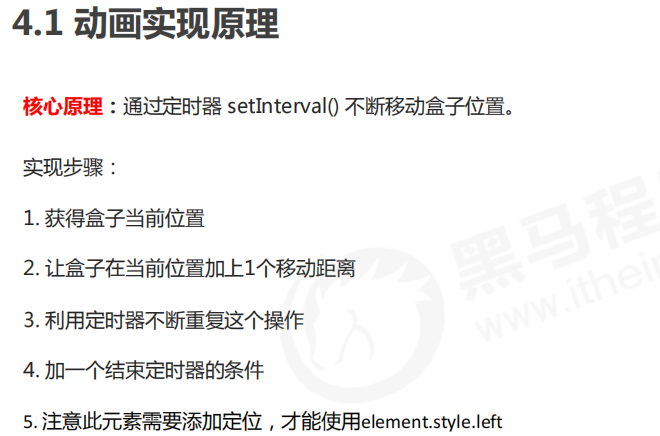 4.1 动画实现原理
核心原理：通过定时器 setInterval() 不断移动盒子位置。
实现步骤：
1. 获得盒子当前位置
2. 让盒子在当前位置加上1个移动距离
3. 利用定时器不断重复这个操作
4. 加一个结束定时器的条件
5. 注意此元素需要添加定位，才能使用element.style.left
黑马程
www.ithei